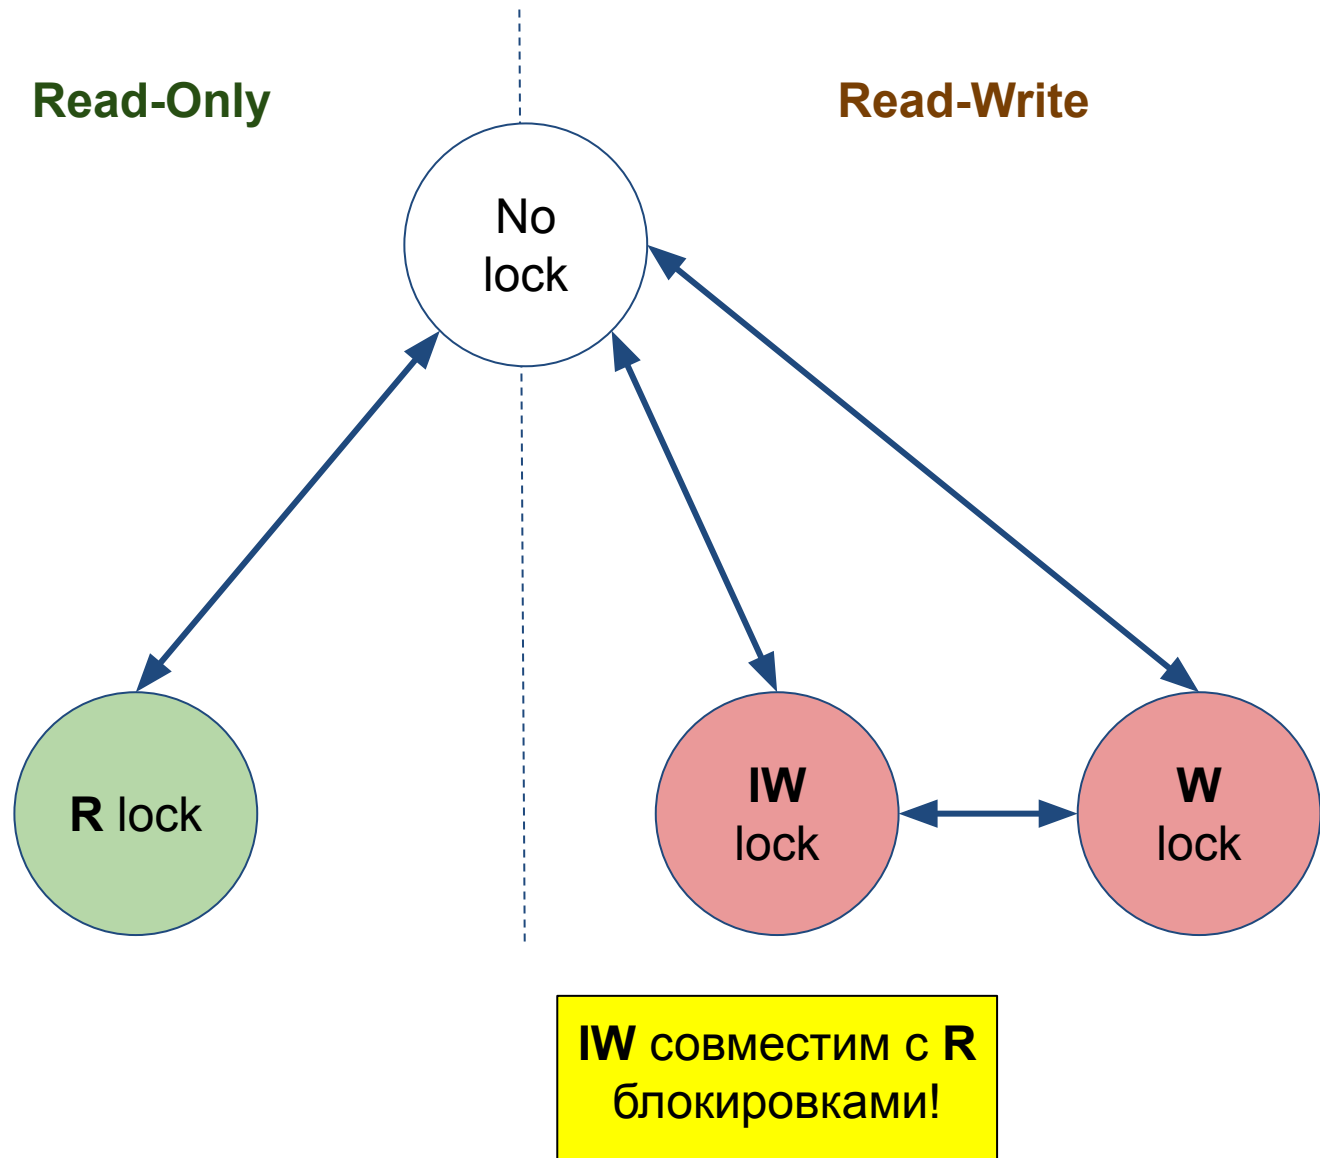 Read-Only
Read-Write
No
lock
R lock
IW
lock
W
lock
IW совместим с R
блокировками!